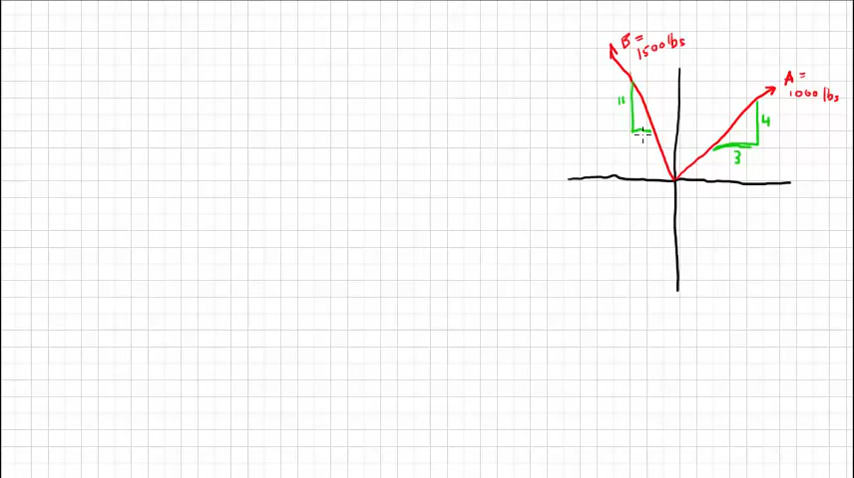 B =
1500 lbs
A =
1000 lbs
11
4
3